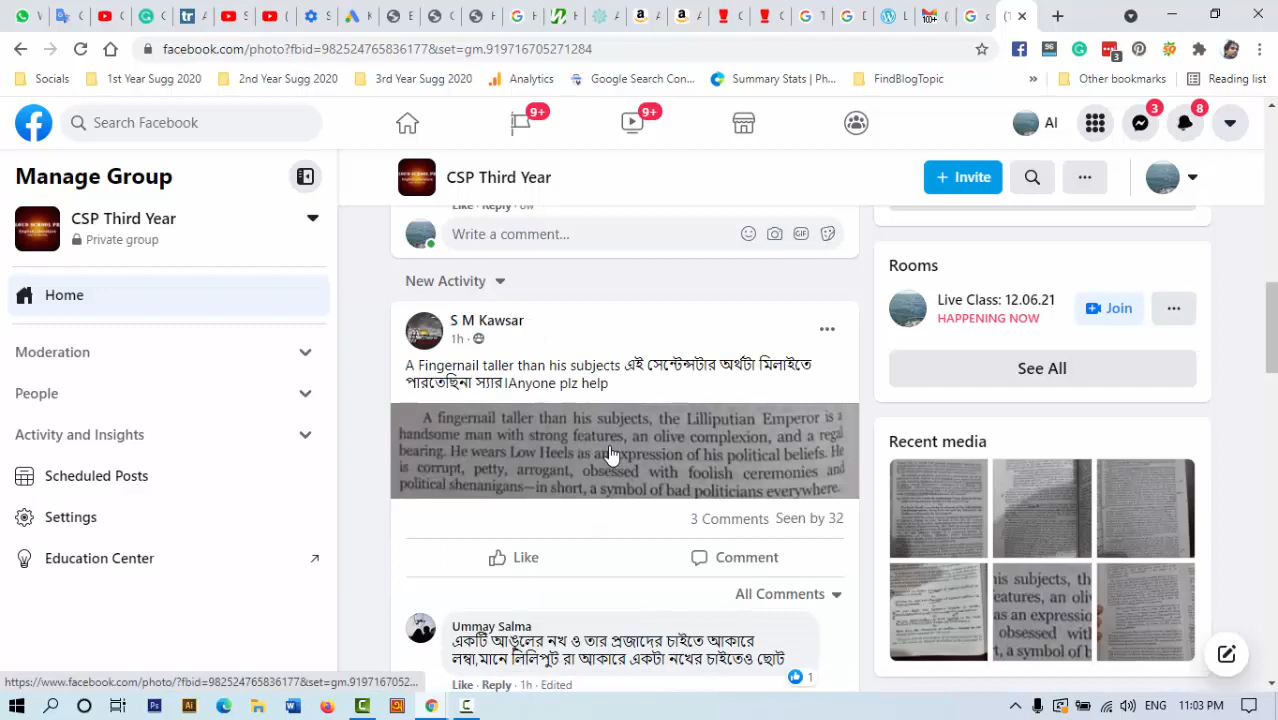 facebook.com/photo?fbid=982524765836177&set=gm.919716705271284
Socials
1st Year Sugg 2020
2nd Year Sugg 2020
3rd Year Sugg 2020
Analytics
Google Search Con...
Summary Stats | Ph...
FindBlogTopic
»
Other bookmarks
Reading list
Search Facebook
9+
9+
Al
3
8
Manage Group
CSP Third Year
Private group
Home
Moderation
People
Activity and Insights
Scheduled Posts
Settings
Education Center
CSP Third Year
+ Invite
Like · Reply · 8w
Write a comment...
GIF
New Activity
S M Kawsar
1h ·
A Fingernail taller than his subjects এই সেন্টেন্সটার অর্থটা মিলাইতে
পারতেছিনা স্যার।Anyone plz help
A fingernail taller than his subjects, the Lilliputian Emperor is a
handsome man with strong features, an olive complexion, and a regal
bearing. He wears Low Heels as an expression of his political beliefs. He
is corrupt, petty, arrogant, obsessed with foolish ceremonies and
political shenanigans—in short, a symbol of bad politicians everywhere.
3 Comments Seen by 32
Like
Comment
All Comments
Ummay Salma
একটি আঙুলের নখ ও তার প্রজাদের চাইতে আকারে
লম্বা,মানে লিলিপুট রা আকারে একটা নখের চাইতেও ছোট
1
Like · Reply · 1h · Edited
Rooms
Live Class: 12.06.21
HAPPENING NOW
Join
See All
Recent media
his subjects, th
eatures, an oli
as an expression
obsessed with
t, a symbol of b
https://www.facebook.com/photo/?fbid=982524765836177&set=gm.9197167052...
11:03 PM